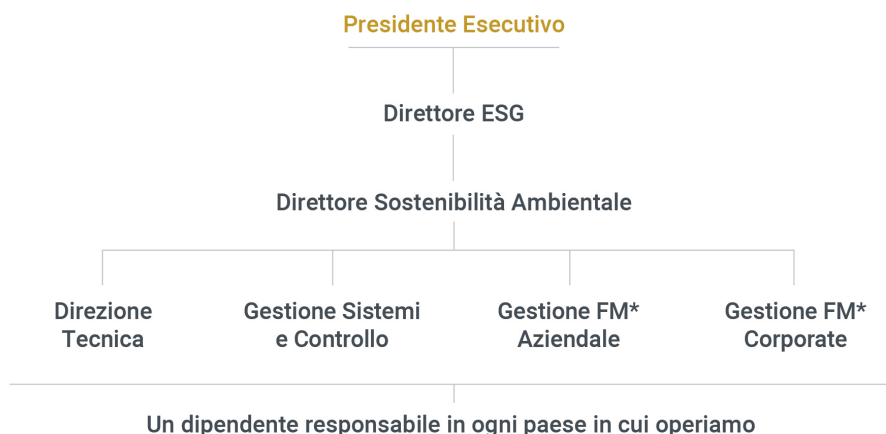 Presidente Esecutivo
Direttore ESG
Direttore Sostenibilità Ambientale
Direzione
Tecnica
Gestione Sistemi
e Controllo
Gestione FM*
Aziendale
Gestione FM*
Corporate
Un dipendente responsabile in ogni paese in cui operiamo